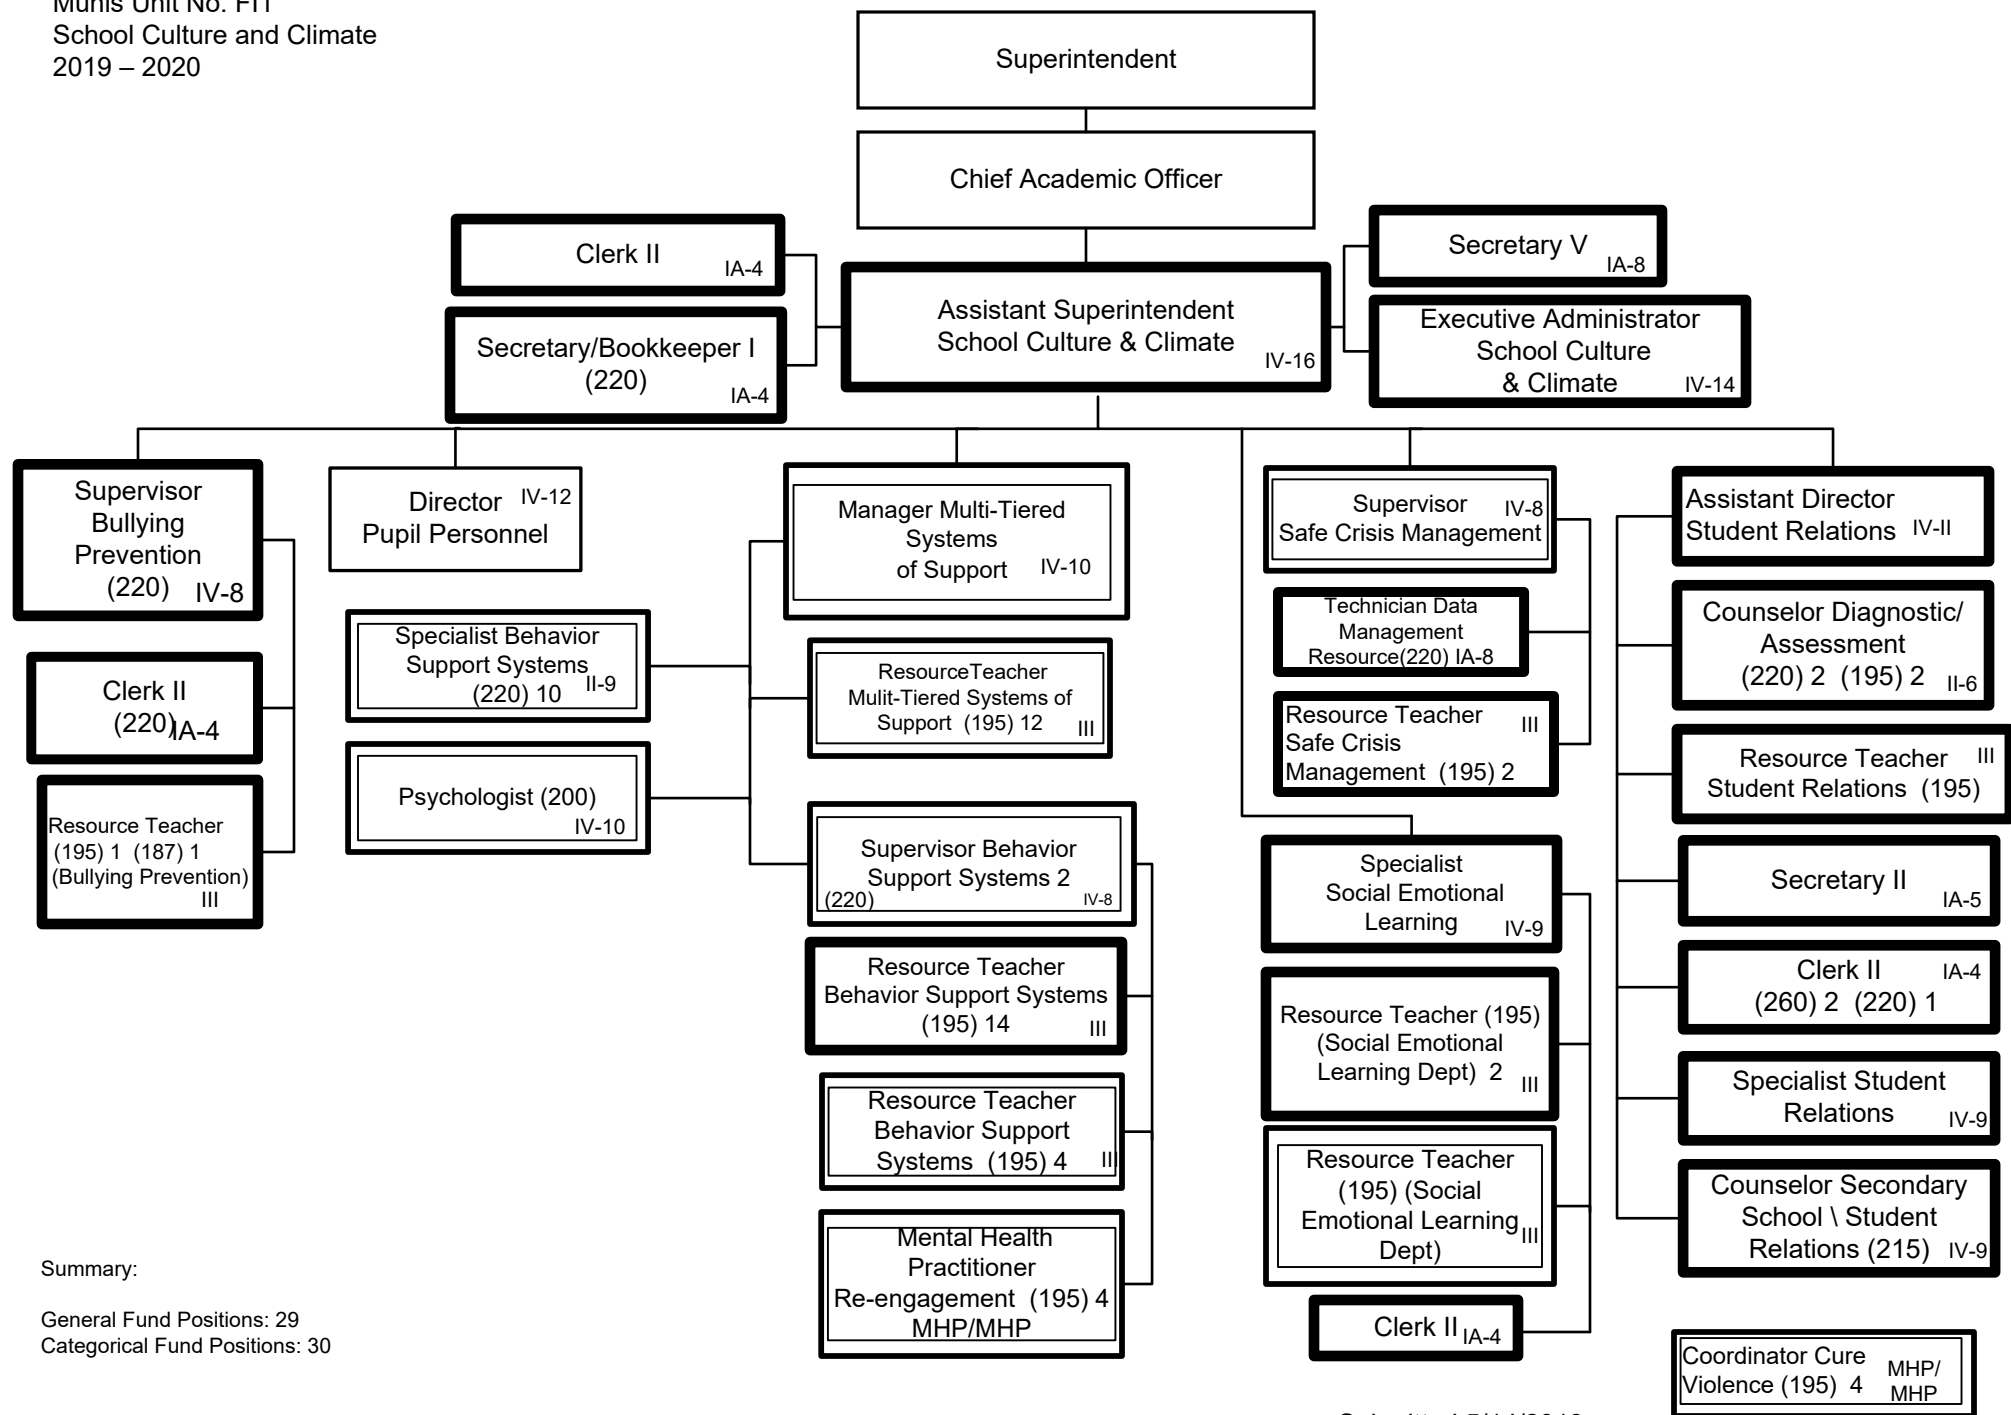 Munis Unit No. FIT
School Culture and Climate
2019 – 2020
Superintendent
Chief Academic Officer
Clerk II
IA-4
Secretary/Bookkeeper I
(220)
IA-4
Assistant Superintendent
School Culture & Climate
IV-16
Secretary V
IA-8
Executive Administrator
School Culture
& Climate
IV-14
Supervisor
Bullying
Prevention
(220) IV-8
Clerk II
(220)IA-4
Resource Teacher
(195) 1 (187) 1
(Bullying Prevention)
III
Director IV-12
Pupil Personnel
Manager Multi-Tiered
Systems
of Support IV-10
Specialist Behavior
Support Systems
(220) 10 II-9
Psychologist (200)
IV-10
ResourceTeacher
Mulit-Tiered Systems of
Support (195) 12 III
Supervisor Behavior
Support Systems 2
(220) IV-8
Resource Teacher
Behavior Support Systems
(195) 14 III
Resource Teacher
Behavior Support
Systems (195) 4 III
Mental Health
Practitioner
Re-engagement (195) 4
MHP/MHP
Supervisor IV-8
Safe Crisis Management
Technician Data
Management
Resource(220) IA-8
Resource Teacher III
Safe Crisis
Management (195) 2
Specialist
Social Emotional
Learning IV-9
Resource Teacher (195)
(Social Emotional
Learning Dept) 2 III
Resource Teacher
(195) (Social
Emotional Learning III
Dept)
Clerk II IA-4
Assistant Director
Student Relations IV-II
Counselor Diagnostic/
Assessment
(220) 2 (195) 2 II-6
Resource Teacher III
Student Relations (195)
Secretary II
IA-5
Clerk II IA-4
(260) 2 (220) 1
Specialist Student
Relations IV-9
Counselor Secondary
School \ Student
Relations (215) IV-9
Coordinator Cure MHP/
Violence (195) 4 MHP
Summary:
General Fund Positions: 29
Categorical Fund Positions: 30